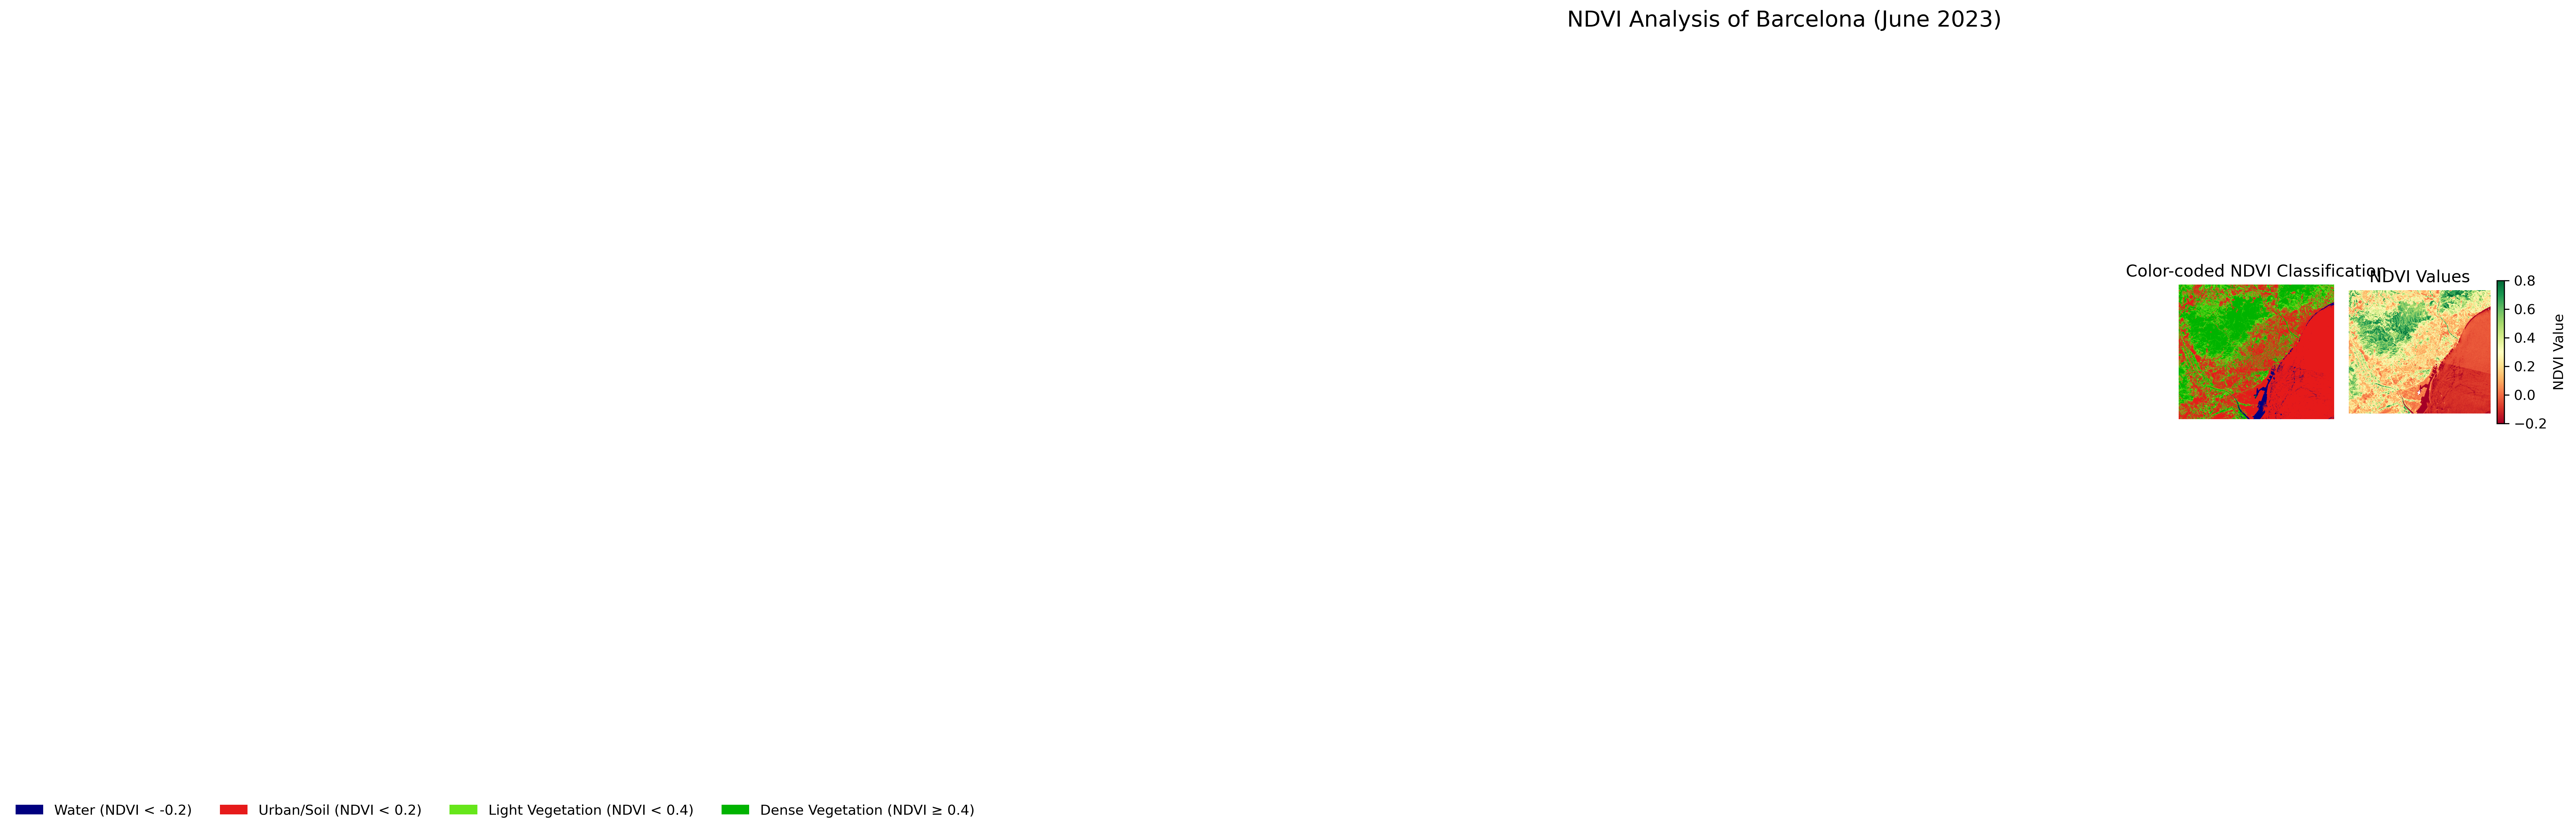 NDVI Analysis of Barcelona (June 2023)
Color-coded NDVI Classification
NDVI Values
0.8
0.6
0.4
0.2
0.0
−0.2
NDVI Value
Water (NDVI < -0.2)
Urban/Soil (NDVI < 0.2)
Light Vegetation (NDVI < 0.4)
Dense Vegetation (NDVI ≥ 0.4)